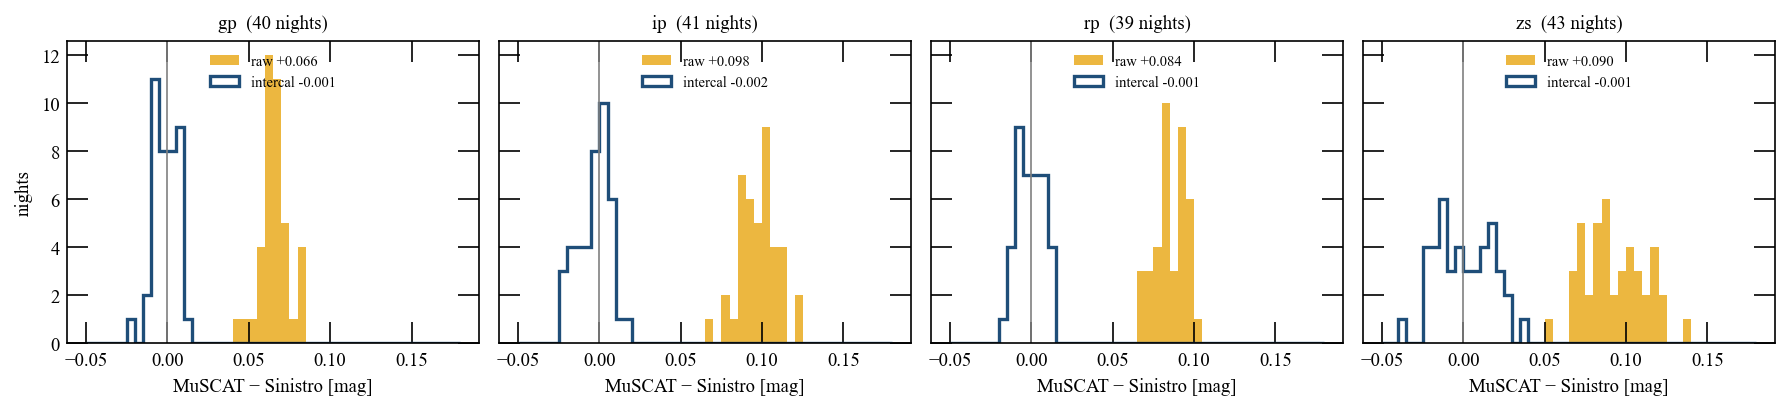 gp (40 nights)
ip (41 nights)
rp (39 nights)
zs (43 nights)
raw +0.066
intercal -0.001
raw +0.098
intercal -0.002
raw +0.084
intercal -0.001
raw +0.090
intercal -0.001
nights
12
10
8
6
4
2
0
−0.05 0.00 0.05 0.10 0.15
−0.05 0.00 0.05 0.10 0.15
−0.05 0.00 0.05 0.10 0.15
−0.05 0.00 0.05 0.10 0.15
MuSCAT − Sinistro [mag]
MuSCAT − Sinistro [mag]
MuSCAT − Sinistro [mag]
MuSCAT − Sinistro [mag]